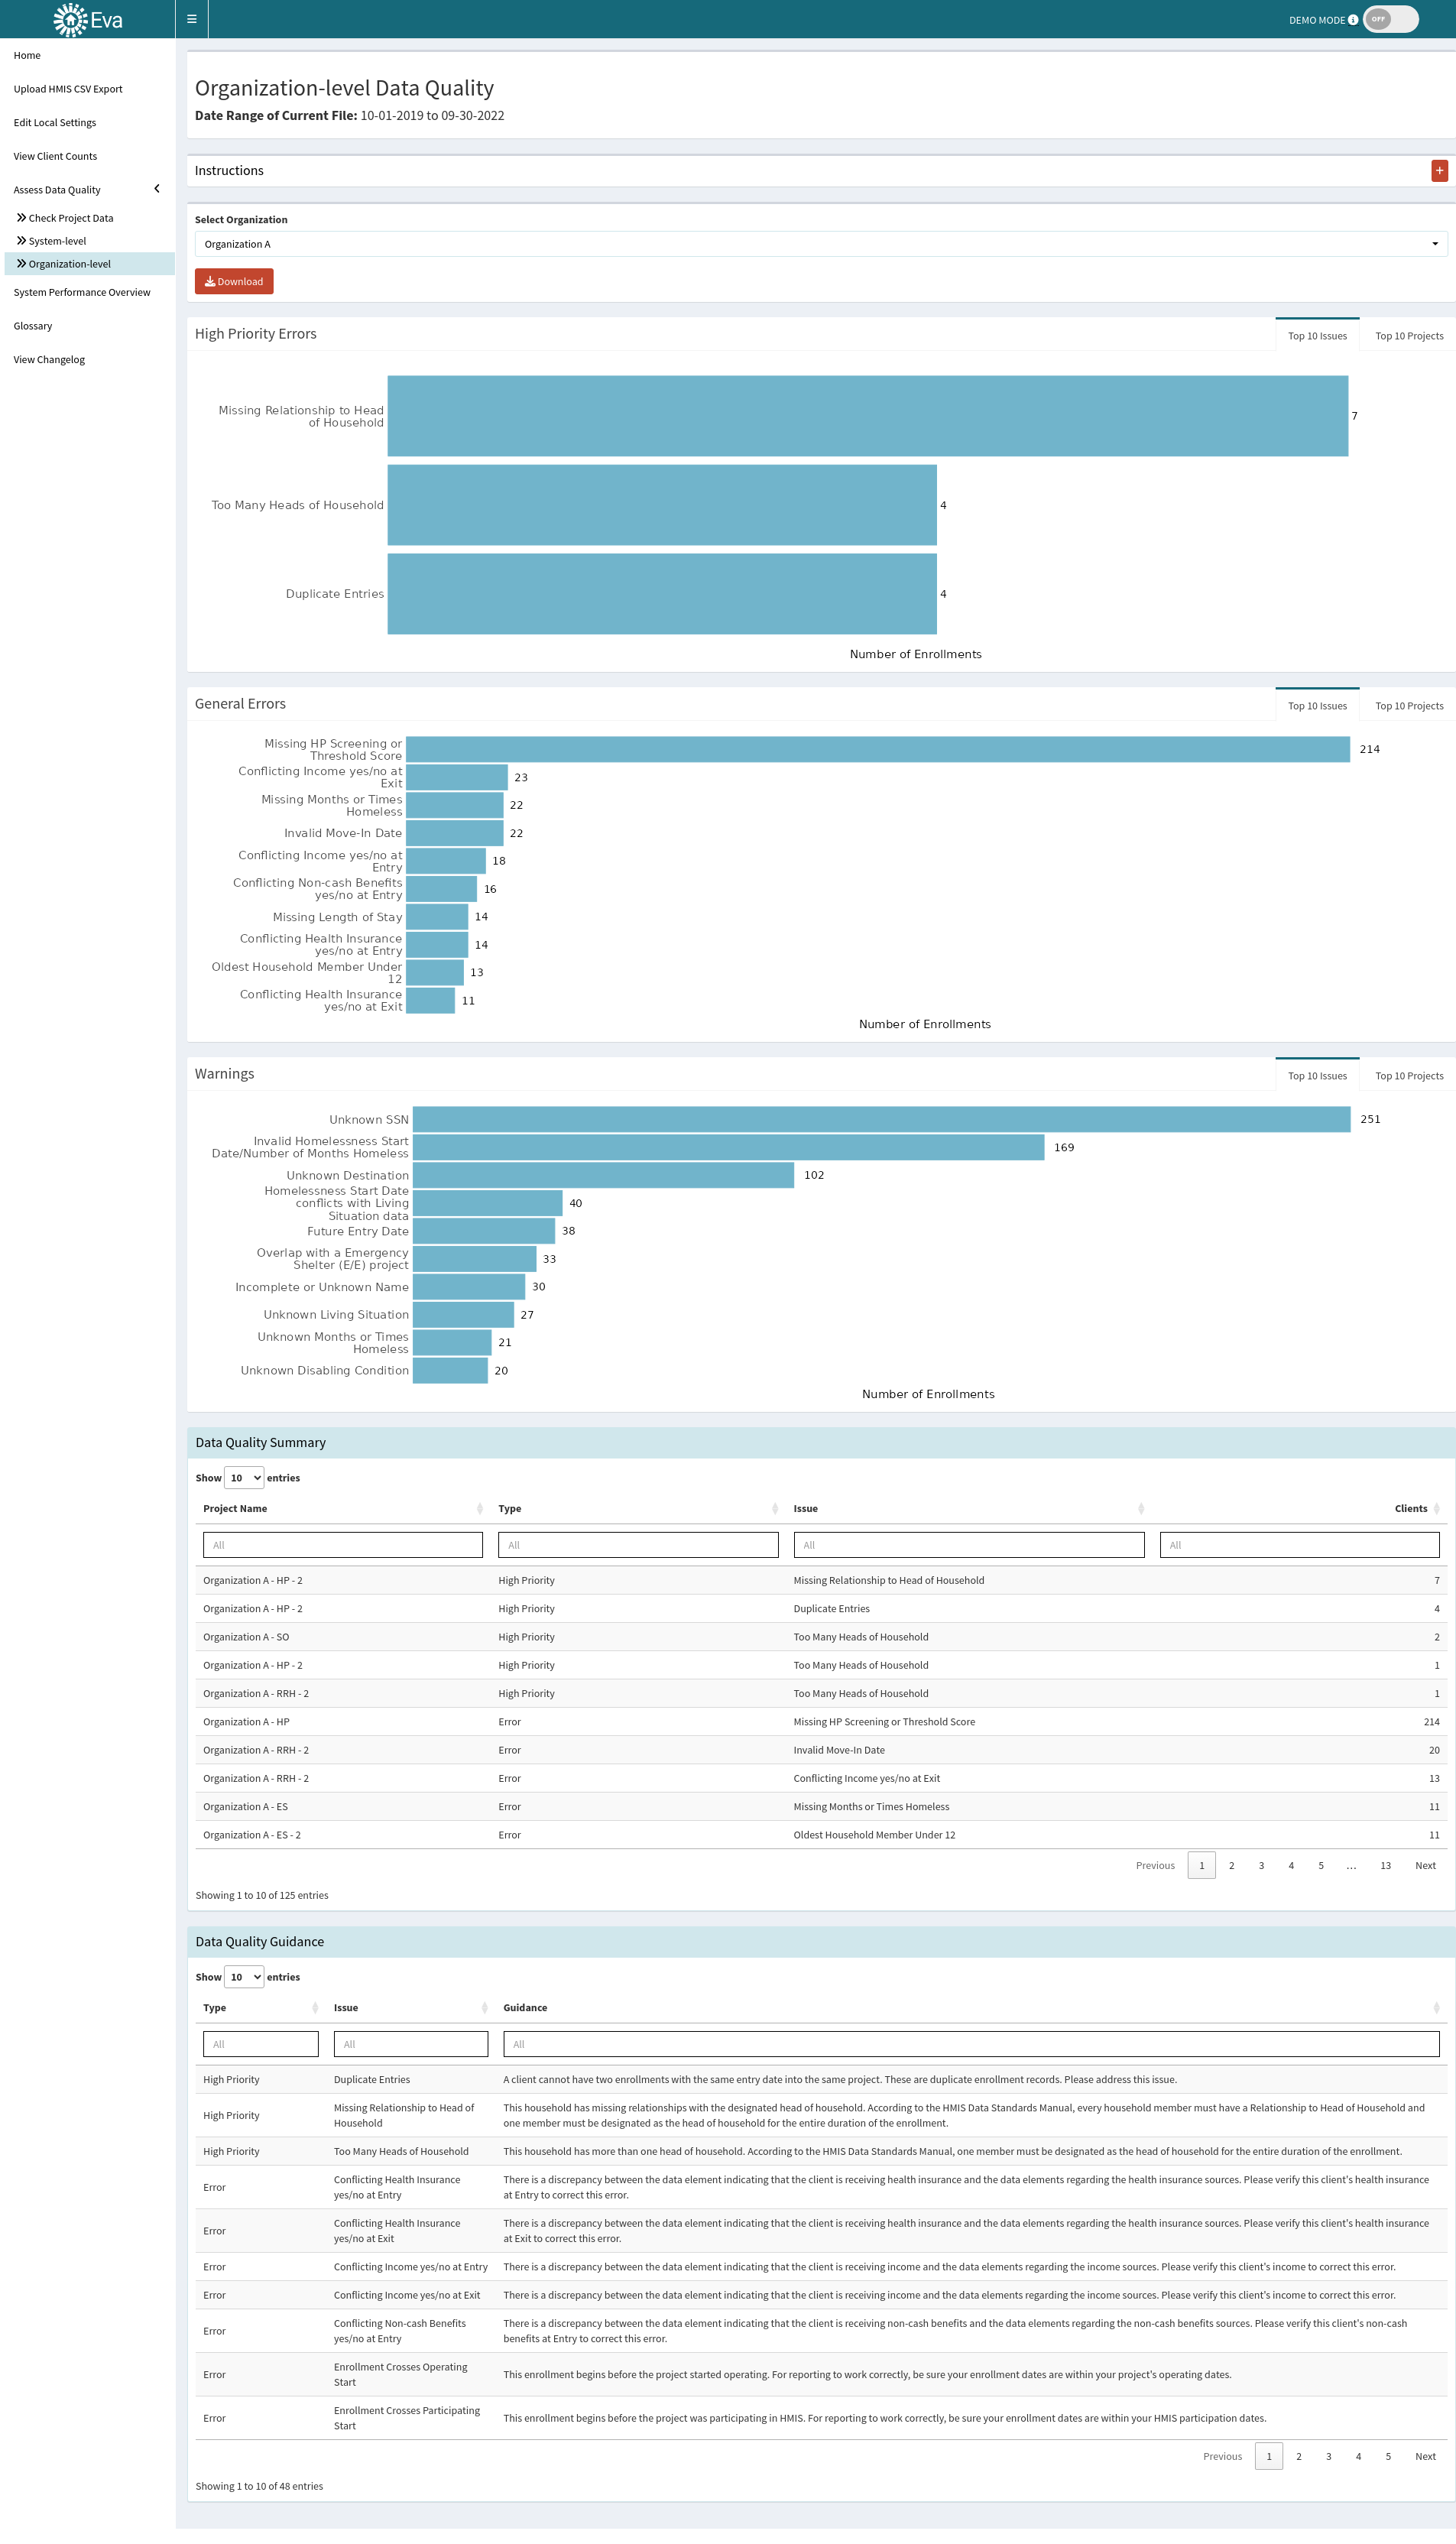 Eva
DEMO MODE
OFF
Home
Upload HMIS CSV Export
Edit Local Settings
View Client Counts
Assess Data Quality
Check Project Data
System-level
Organization-level
System Performance Overview
Glossary
View Changelog
Organization-level Data Quality
Date Range of Current File: 10-01-2019 to 09-30-2022
Instructions
+
Select Organization
Organization A
Download
High Priority Errors
Top 10 Issues
Top 10 Projects
Missing Relationship to Head
of Household
7
Too Many Heads of Household
4
Duplicate Entries
4
Number of Enrollments
General Errors
Top 10 Issues
Top 10 Projects
Missing HP Screening or
Threshold Score
214
Conflicting Income yes/no at
Exit
23
Missing Months or Times
Homeless
22
Invalid Move-In Date
22
Conflicting Income yes/no at
Entry
18
Conflicting Non-cash Benefits
yes/no at Entry
16
Missing Length of Stay
14
Conflicting Health Insurance
yes/no at Entry
14
Oldest Household Member Under
12
13
Conflicting Health Insurance
yes/no at Exit
11
Number of Enrollments
Warnings
Top 10 Issues
Top 10 Projects
Unknown SSN
251
Invalid Homelessness Start
Date/Number of Months Homeless
169
Unknown Destination
102
Homelessness Start Date
conflicts with Living
Situation data
40
Future Entry Date
38
Overlap with a Emergency
Shelter (E/E) project
33
Incomplete or Unknown Name
30
Unknown Living Situation
27
Unknown Months or Times
Homeless
21
Unknown Disabling Condition
20
Number of Enrollments
Data Quality Summary
Show 10 entries
Project Name Type Issue Clients
All All All All
Organization A - HP - 2 High Priority Missing Relationship to Head of Household 7
Organization A - HP - 2 High Priority Duplicate Entries 4
Organization A - SO High Priority Too Many Heads of Household 2
Organization A - HP - 2 High Priority Too Many Heads of Household 1
Organization A - RRH - 2 High Priority Too Many Heads of Household 1
Organization A - HP Error Missing HP Screening or Threshold Score 214
Organization A - RRH - 2 Error Invalid Move-In Date 20
Organization A - RRH - 2 Error Conflicting Income yes/no at Exit 13
Organization A - ES Error Missing Months or Times Homeless 11
Organization A - ES - 2 Error Oldest Household Member Under 12 11
Previous 1 2 3 4 5 … 13 Next
Showing 1 to 10 of 125 entries
Data Quality Guidance
Show 10 entries
Type Issue Guidance
All All All
High Priority Duplicate Entries A client cannot have two enrollments with the same entry date into the same project. These are duplicate enrollment records. Please address this issue.
High Priority
Missing Relationship to Head of
Household
This household has missing relationships with the designated head of household. According to the HMIS Data Standards Manual, every household member must have a Relationship to Head of Household and
one member must be designated as the head of household for the entire duration of the enrollment.
High Priority Too Many Heads of Household This household has more than one head of household. According to the HMIS Data Standards Manual, one member must be designated as the head of household for the entire duration of the enrollment.
Error
Conflicting Health Insurance
yes/no at Entry
There is a discrepancy between the data element indicating that the client is receiving health insurance and the data elements regarding the health insurance sources. Please verify this client's health insurance
at Entry to correct this error.
Error
Conflicting Health Insurance
yes/no at Exit
There is a discrepancy between the data element indicating that the client is receiving health insurance and the data elements regarding the health insurance sources. Please verify this client's health insurance
at Exit to correct this error.
Error Conflicting Income yes/no at Entry There is a discrepancy between the data element indicating that the client is receiving income and the data elements regarding the income sources. Please verify this client's income to correct this error.
Error Conflicting Income yes/no at Exit There is a discrepancy between the data element indicating that the client is receiving income and the data elements regarding the income sources. Please verify this client's income to correct this error.
Error
Conflicting Non-cash Benefits
yes/no at Entry
There is a discrepancy between the data element indicating that the client is receiving non-cash benefits and the data elements regarding the non-cash benefits sources. Please verify this client's non-cash
benefits at Entry to correct this error.
Error
Enrollment Crosses Operating
Start
This enrollment begins before the project started operating. For reporting to work correctly, be sure your enrollment dates are within your project's operating dates.
Error
Enrollment Crosses Participating
Start
This enrollment begins before the project was participating in HMIS. For reporting to work correctly, be sure your enrollment dates are within your HMIS participation dates.
Previous 1 2 3 4 5 Next
Showing 1 to 10 of 48 entries